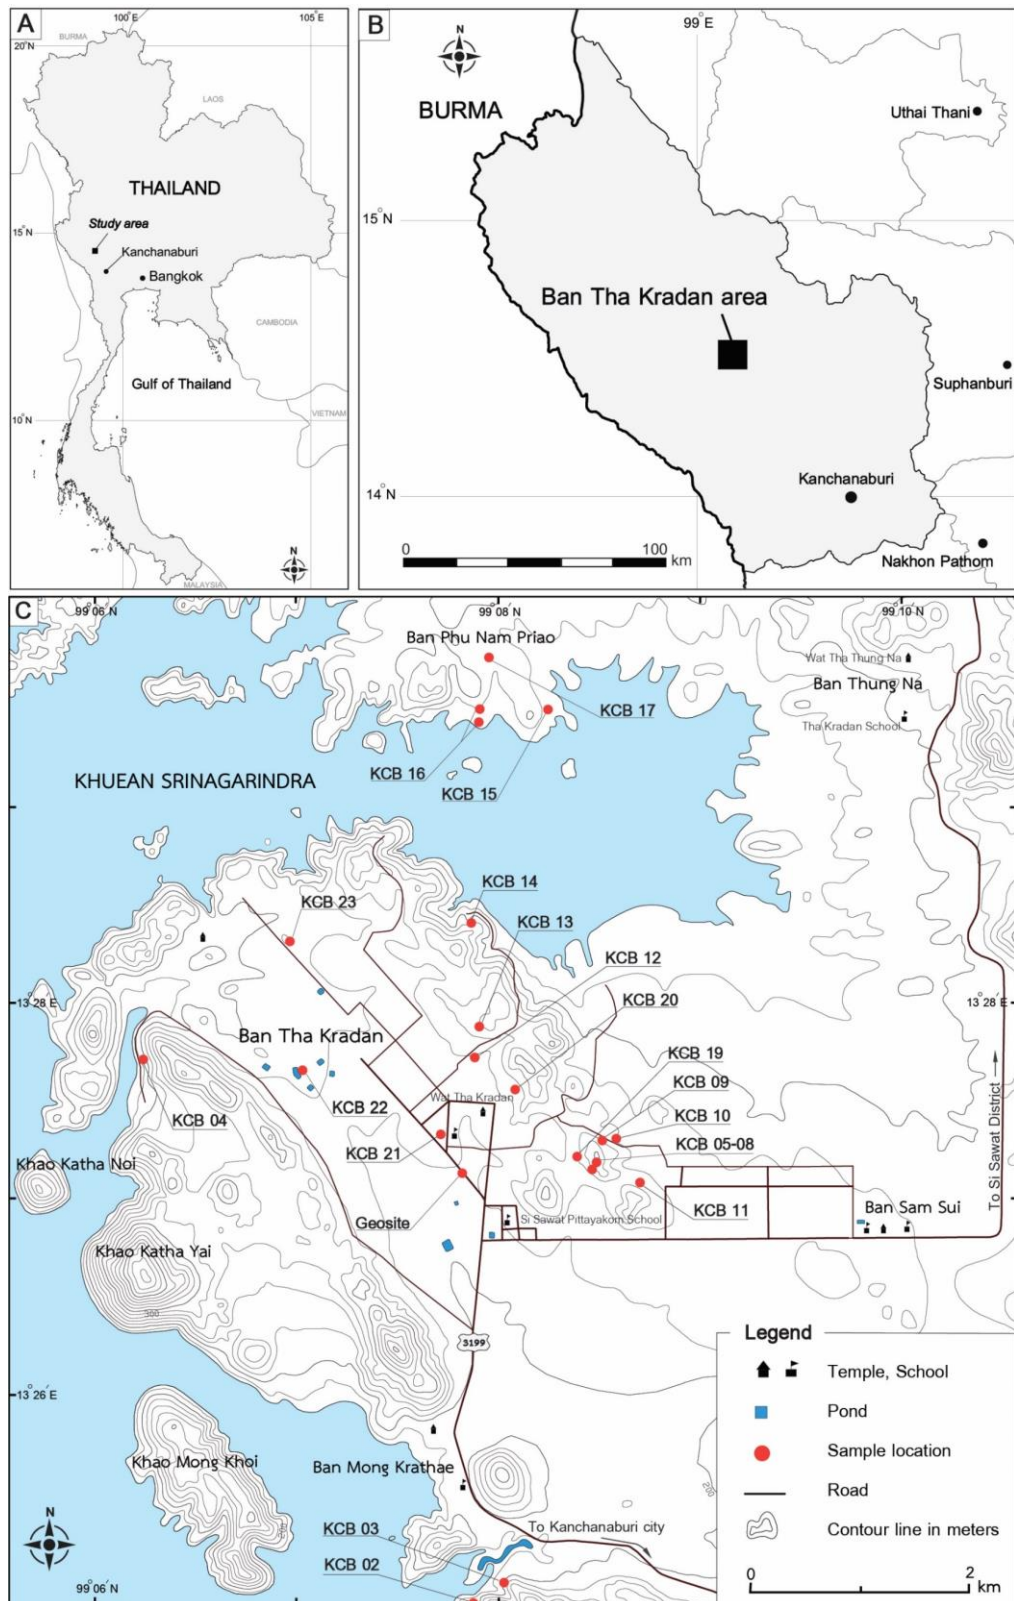 A
100°E
105°E
BURMA
20°N
LAOS
THAILAND
Study area
15°N
Kanchanaburi
Bangkok
CAMBODIA
Gulf of Thailand
VIETNAM
10°N
N
MALAYSIA
B
99°E
N
BURMA
Uthai Thani
15°N
Ban Tha Kradan area
Suphanburi
Kanchanaburi
14°N
0 100
km
Nakhon Pathom
C
99°06'N
99°08'N
99°10'N
Ban Phu Nam Priao
Wat Tha Thung Na
Ban Thung Na
KCB 17
Tha Kradan School
KCB 16
KHUEAN SRINAGARINDRA
KCB 15
KCB 14
KCB 23
KCB 13
KCB 12
KCB 20
13°28'E
13°28'E
Ban Tha Kradan
KCB 19
KCB 09
Wat Tha Kradan
KCB 10
KCB 04
KCB 22
KCB 05-08
KCB 21
Khao Katha Noi
To Si Sawat District
Geosite
Si Sawat Pittayakom School
KCB 11
Ban Sam Sui
Khao Katha Yai
300
3199
13°26'E
Khao Mong Khoi
Ban Mong Krathae
200
KCB 03
To Kanchanaburi city
KCB 02
N
99°06'N
Legend
Temple, School
Pond
Sample location
Road
Contour line in meters
0 2
km